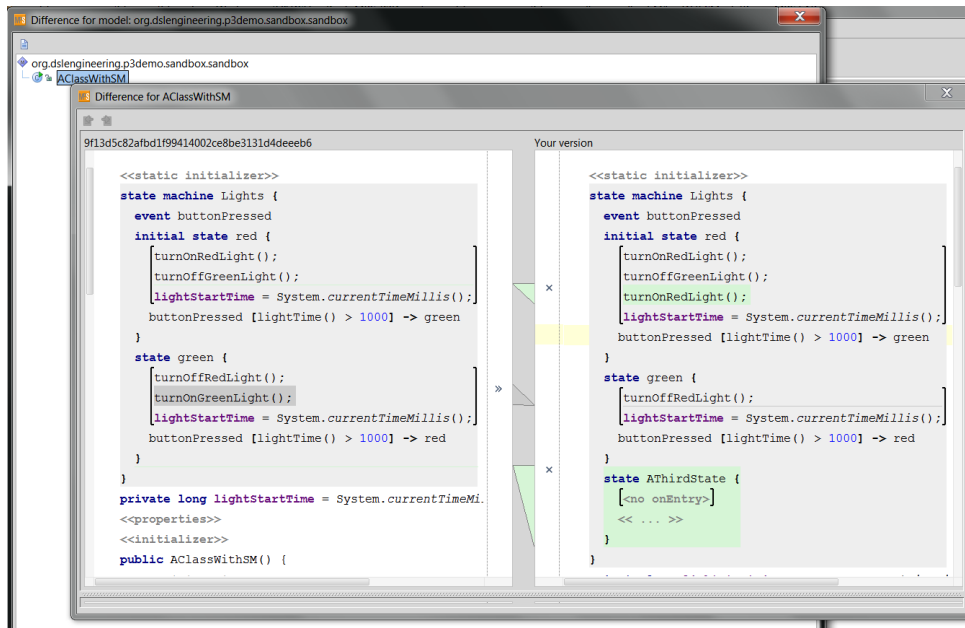 Difference for model: org.dslengineering.p3demo.sandbox.sandbox
org.dslengineering.p3demo.sandbox.sandbox
AClassWithSM
Difference for AClassWithSM
9f13d5c82afbd1f99414002ce8be3131d4deeeb6
<<static initializer>>
state machine Lights {
event buttonPressed
initial state red {
turnOnRedLight();
turnOffGreenLight();
lightStartTime = System.currentTimeMillis();
buttonPressed [lightTime() > 1000] -> green
}
state green {
turnOffRedLight();
turnOnGreenLight();
lightStartTime = System.currentTimeMillis();
buttonPressed [lightTime() > 1000] -> red
}
}
private long lightStartTime = System.currentTimeMi.
<<properties>>
<<initializer>>
public AClassWithSM() {
»
Your version
<<static initializer>>
state machine Lights {
event buttonPressed
initial state red {
turnOnRedLight();
turnOffGreenLight();
turnOnRedLight();
lightStartTime = System.currentTimeMillis();
buttonPressed [lightTime() > 1000] -> green
}
state green {
turnOffRedLight();
lightStartTime = System.currentTimeMillis();
buttonPressed [lightTime() > 1000] -> red
}
state AThirdState {
[<no onEntry>]
<< ... >>
}
}